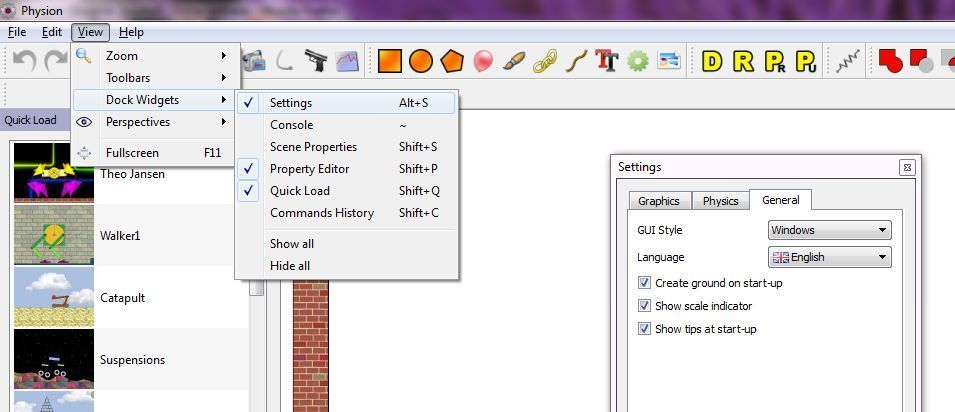 Physion
File Edit View Help
Zoom
Toolbars
Dock Widgets
Perspectives
Fullscreen F11
Settings Alt+S
Console ~
Scene Properties Shift+S
Property Editor Shift+P
Quick Load Shift+Q
Commands History Shift+C
Show all
Hide all
TT
D R PR PU
Quick Load
Theo Jansen
Walker1
Catapult
Suspensions
Settings
Graphics Physics General
GUI Style Windows
Language English
Create ground on start-up
Show scale indicator
Show tips at start-up